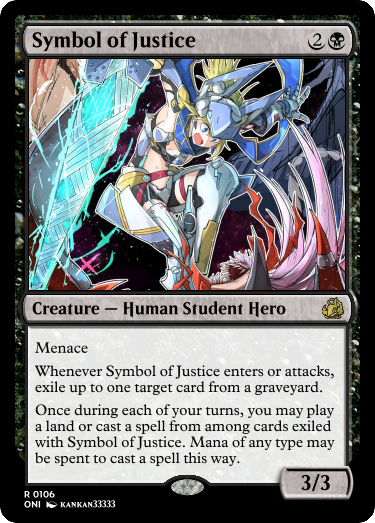 Symbol of Justice 2
Creature — Human Student Hero
Menace
Whenever Symbol of Justice enters or attacks,
exile up to one target card from a graveyard.
Once during each of your turns, you may play
a land or cast a spell from among cards exiled
with Symbol of Justice. Mana of any type may
be spent to cast a spell this way.
3/3
R 0106
ONI KANKAN33333